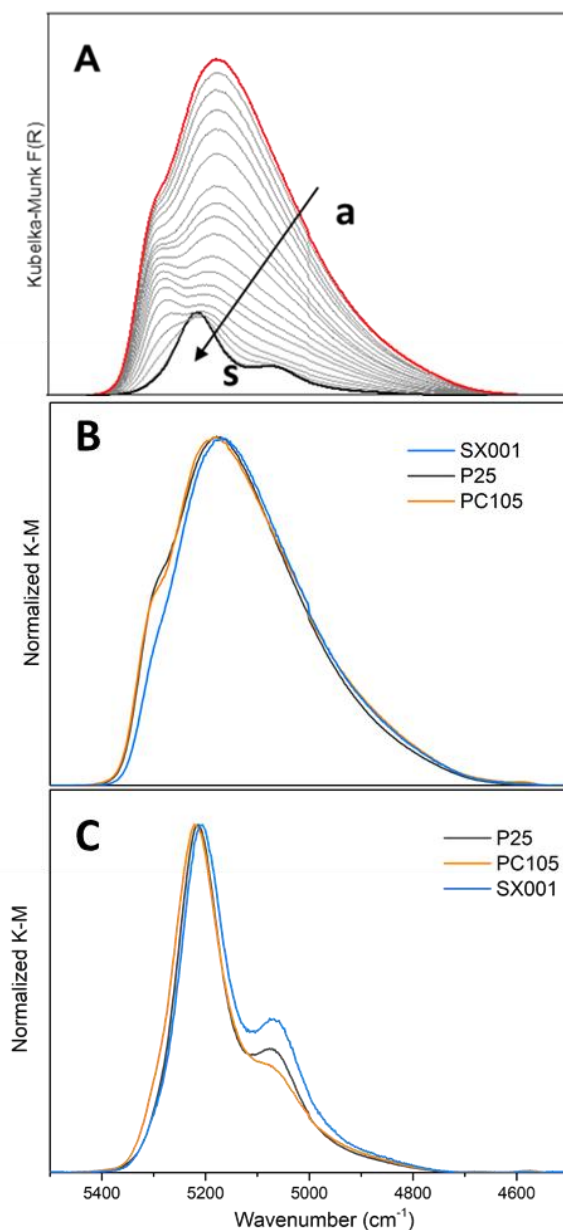 A
Kubelka-Munk F(R)
a
s
B
SX001
P25
PC105
Normalized K-M
C
P25
PC105
SX001
Normalized K-M
5400 5200 5000 4800 4600
Wavenumber (cm⁻¹)